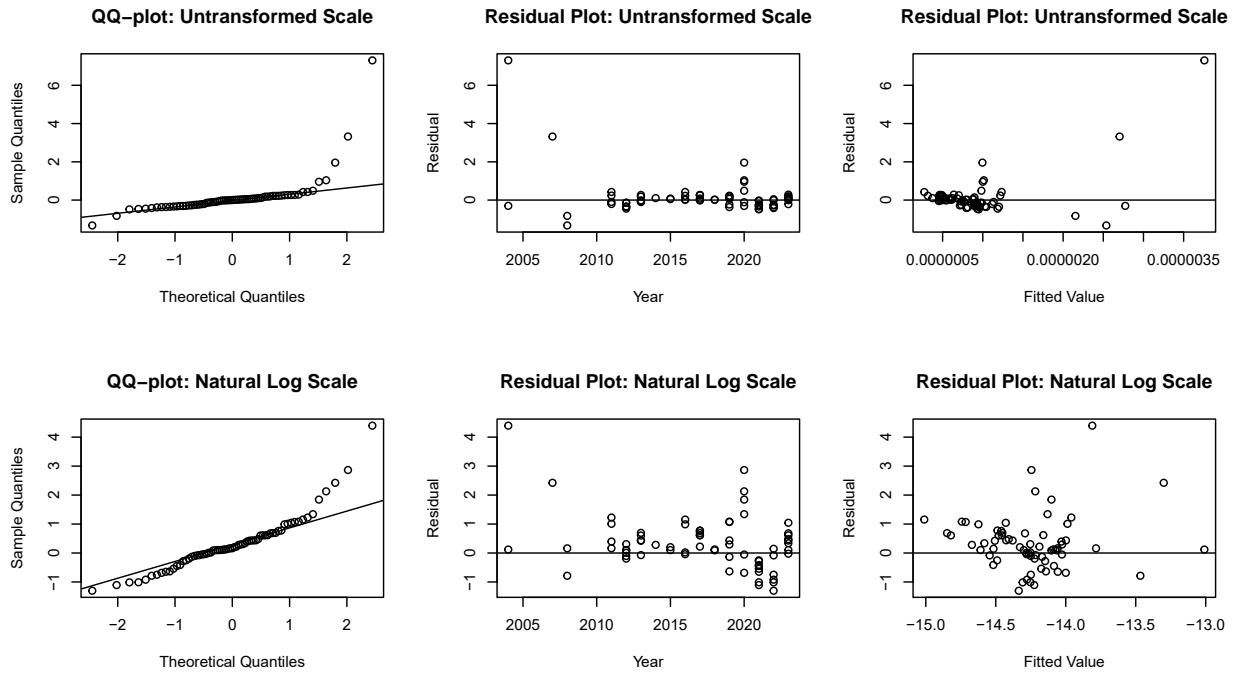 QQ−plot: Untransformed Scale
Sample Quantiles
6
4
2
0
−2 −1 0 1 2
Theoretical Quantiles
Residual Plot: Untransformed Scale
Residual
6
4
2
0
2005 2010 2015 2020
Year
Residual Plot: Untransformed Scale
Residual
6
4
2
0
0.0000005 0.0000020 0.0000035
Fitted Value
QQ−plot: Natural Log Scale
Sample Quantiles
4
3
2
1
0
−1
−2 −1 0 1 2
Theoretical Quantiles
Residual Plot: Natural Log Scale
Residual
4
3
2
1
0
−1
2005 2010 2015 2020
Year
Residual Plot: Natural Log Scale
Residual
4
3
2
1
0
−1
−15.0 −14.5 −14.0 −13.5 −13.0
Fitted Value